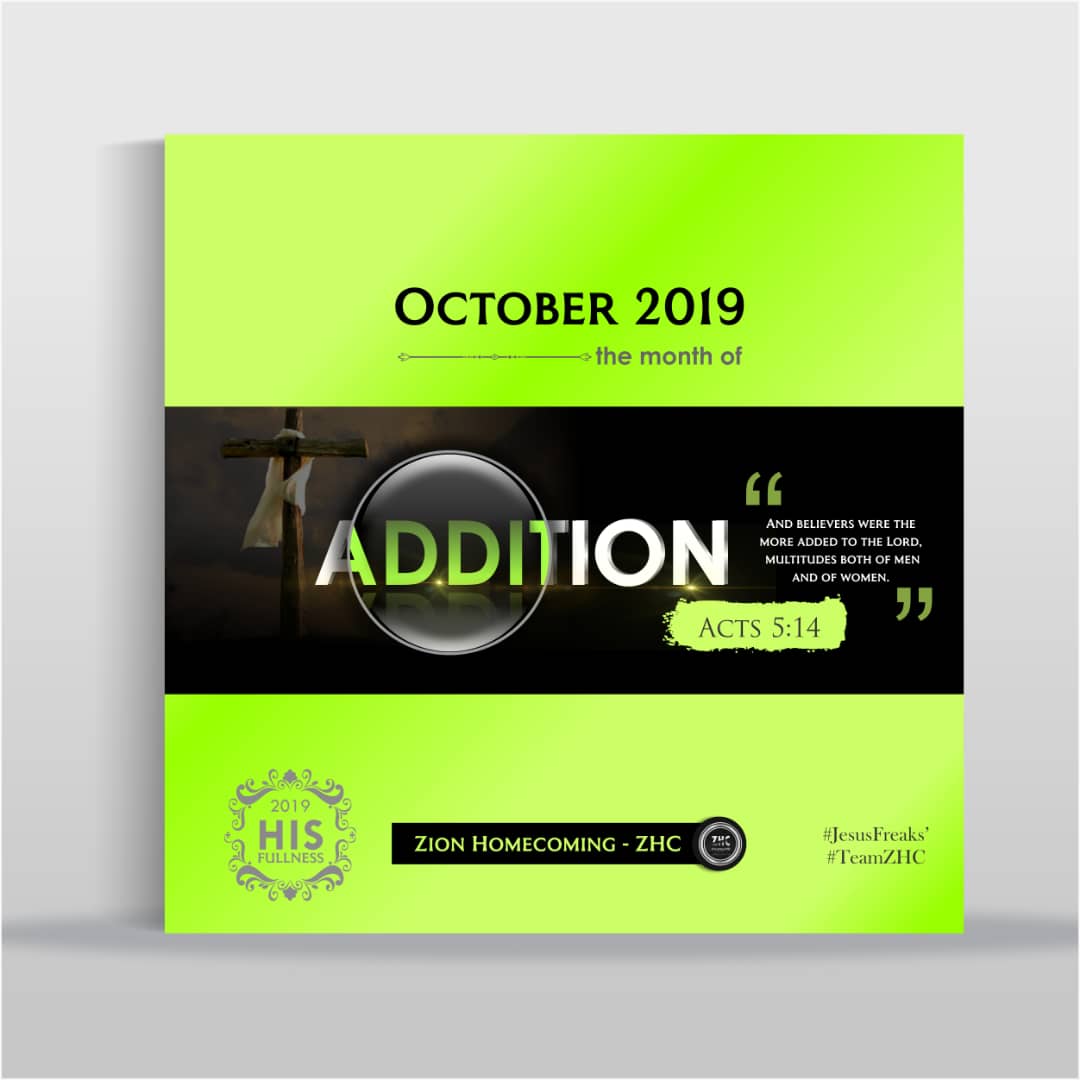 October 2019
the month of
ADDITION
“
And believers were the
more added to the Lord,
multitudes both of men
and of women.
”
Acts 5:14
2019
HIS
FULLNESS
Zion Homecoming - ZHC
ZHC
#JesusFreaks’
#TeamZHC